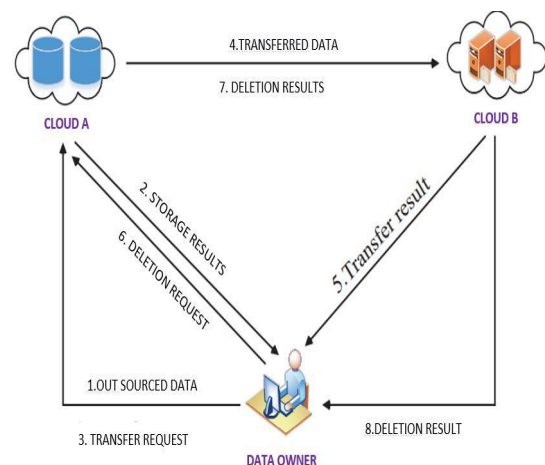 4.TRANSFERRED DATA
7. DELETION RESULTS
CLOUD A
CLOUD B
2. STORAGE RESULTS
6. DELETION REQUEST
5.Transfer result
1.OUT SOURCED DATA
3. TRANSFER REQUEST
8.DELETION RESULT
DATA OWNER